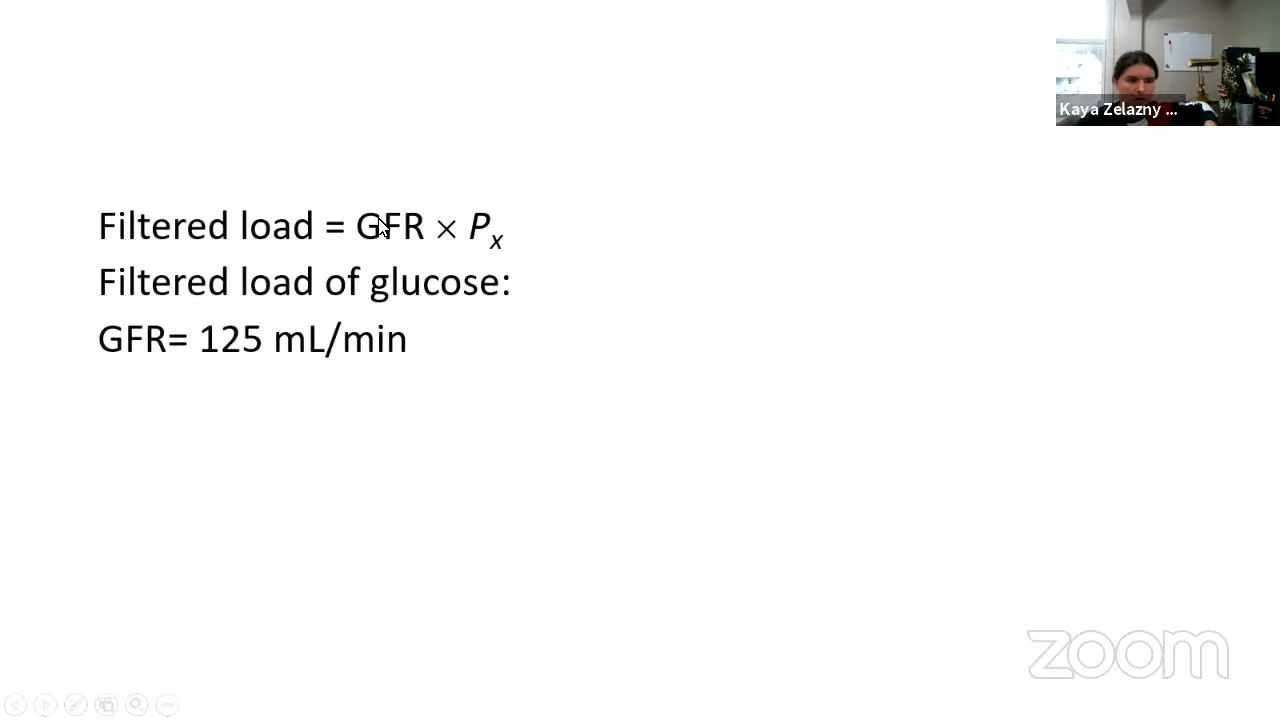 Kaya Zelazny ...
Filtered load = GFR × Pₓ
Filtered load of glucose:
GFR= 125 mL/min
zoom